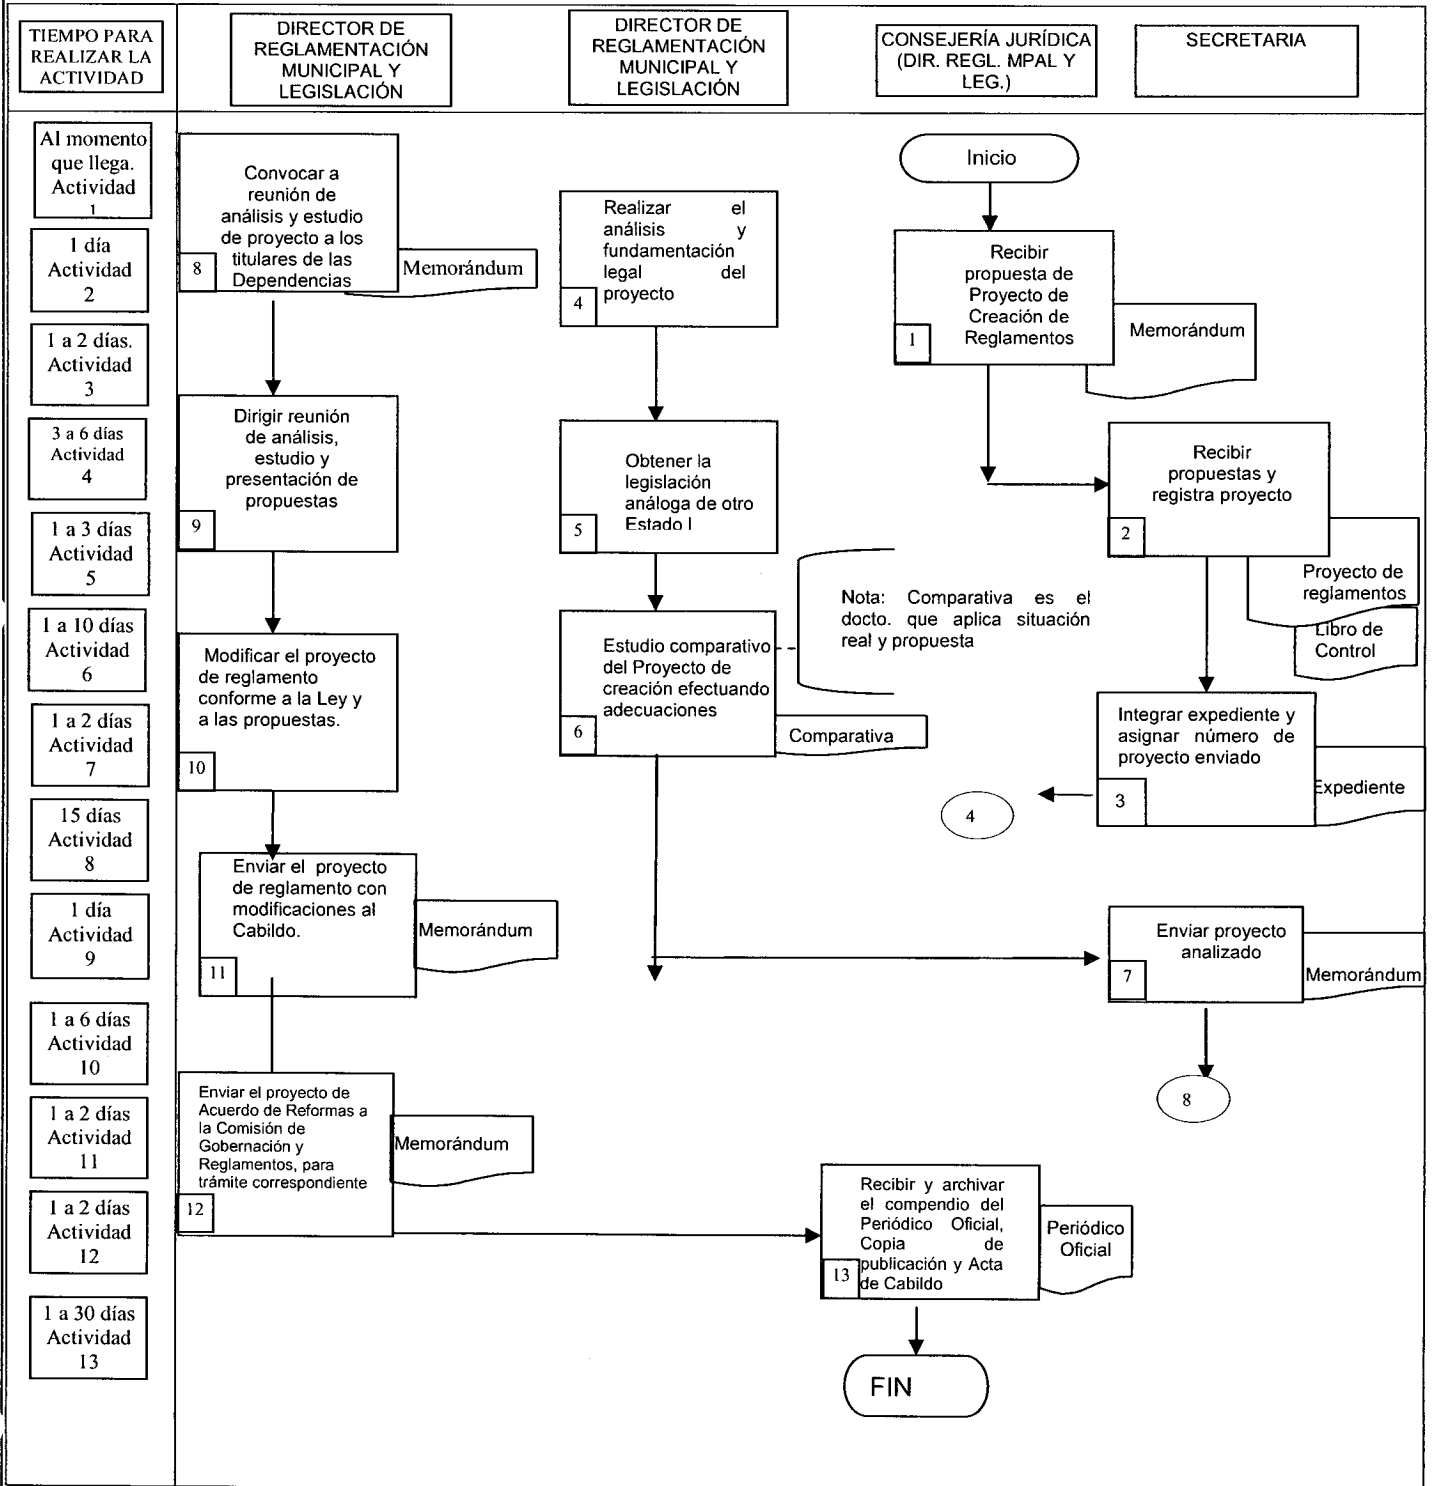 TIEMPO PARA
REALIZAR LA
ACTIVIDAD
DIRECTOR DE
REGLAMENTACIÓN
MUNICIPAL Y
LEGISLACIÓN
DIRECTOR DE
REGLAMENTACIÓN
MUNICIPAL Y
LEGISLACIÓN
CONSEJERÍA JURÍDICA
(DIR. REGL. MPAL Y
LEG.)
SECRETARIA
Al momento
que llega.
Actividad
1
1 día
Actividad
2
1 a 2 días.
Actividad
3
3 a 6 días
Actividad
4
1 a 3 días
Actividad
5
1 a 10 días
Actividad
6
1 a 2 días
Actividad
7
15 días
Actividad
8
1 día
Actividad
9
1 a 6 días
Actividad
10
1 a 2 días
Actividad
11
1 a 2 días
Actividad
12
1 a 30 días
Actividad
13
Convocar a
reunión de
análisis y estudio
de proyecto a los
titulares de las
Dependencias
8
Memorándum
Dirigir reunión
de análisis,
estudio y
presentación de
propuestas
9
Modificar el proyecto
de reglamento
conforme a la Ley y
a las propuestas.
10
Enviar el proyecto
de reglamento con
modificaciones al
Cabildo.
11
Memorándum
Enviar el proyecto de
Acuerdo de Reformas a
la Comisión de
Gobernación y
Reglamentos, para
trámite correspondiente
12
Memorándum
Realizar el
análisis y
fundamentación
legal del
proyecto
4
Obtener la
legislación
análoga de otro
Estado
5
Estudio comparativo
del Proyecto de
creación efectuando
adecuaciones
6
Comparativa
Nota: Comparativa es el
docto. que aplica situación
real y propuesta
Inicio
Recibir
propuesta de
Proyecto de
Creación de
Reglamentos
1
Memorándum
Recibir
propuestas y
registra proyecto
2
Proyecto de
reglamentos
Libro de
Control
Integrar expediente y
asignar número de
proyecto enviado
3
Expediente
4
Enviar proyecto
analizado
7
Memorándum
8
Recibir y archivar
el compendio del
Periódico Oficial,
Copia de
publicación y Acta
de Cabildo
13
Periódico
Oficial
FIN